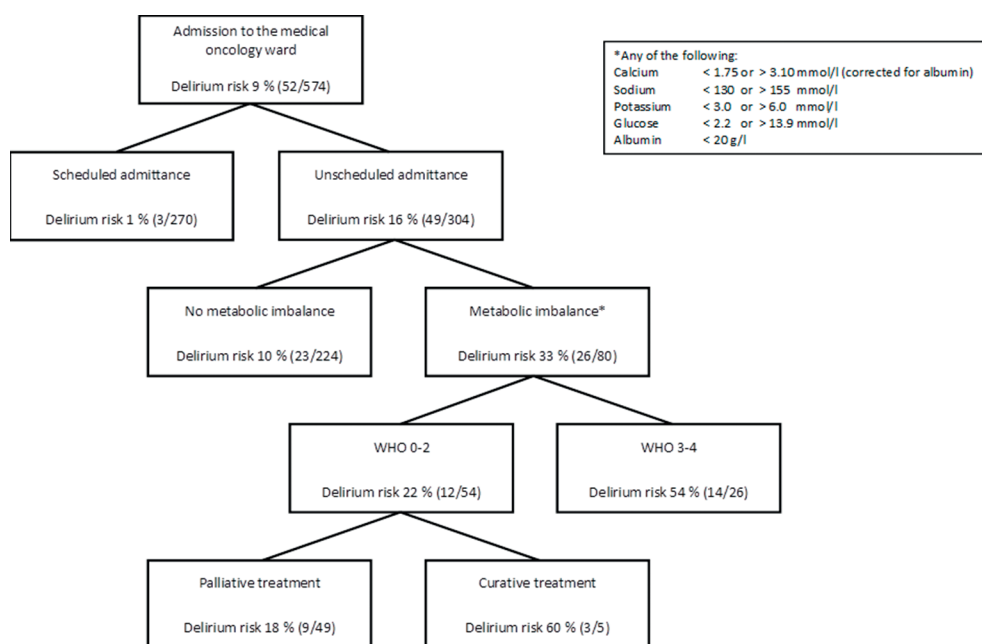 Admission to the medical
oncology ward
Delirium risk 9 % (52/574)
*Any of the following:
Calcium < 1.75 or > 3.10 mmol/l (corrected for albumin)
Sodium < 130 or > 155 mmol/l
Potassium < 3.0 or > 6.0 mmol/l
Glucose < 2.2 or > 13.9 mmol/l
Albumin < 20 g/l
Scheduled admittance
Delirium risk 1 % (3/270)
Unscheduled admittance
Delirium risk 16 % (49/304)
No metabolic imbalance
Delirium risk 10 % (23/224)
Metabolic imbalance*
Delirium risk 33 % (26/80)
WHO 0-2
Delirium risk 22 % (12/54)
WHO 3-4
Delirium risk 54 % (14/26)
Palliative treatment
Delirium risk 18 % (9/49)
Curative treatment
Delirium risk 60 % (3/5)